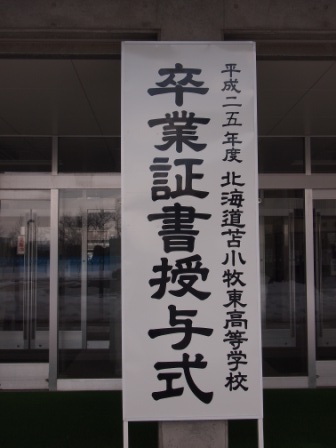 平成二五年度 北海道苫小牧東高等学校
卒業証書授与式